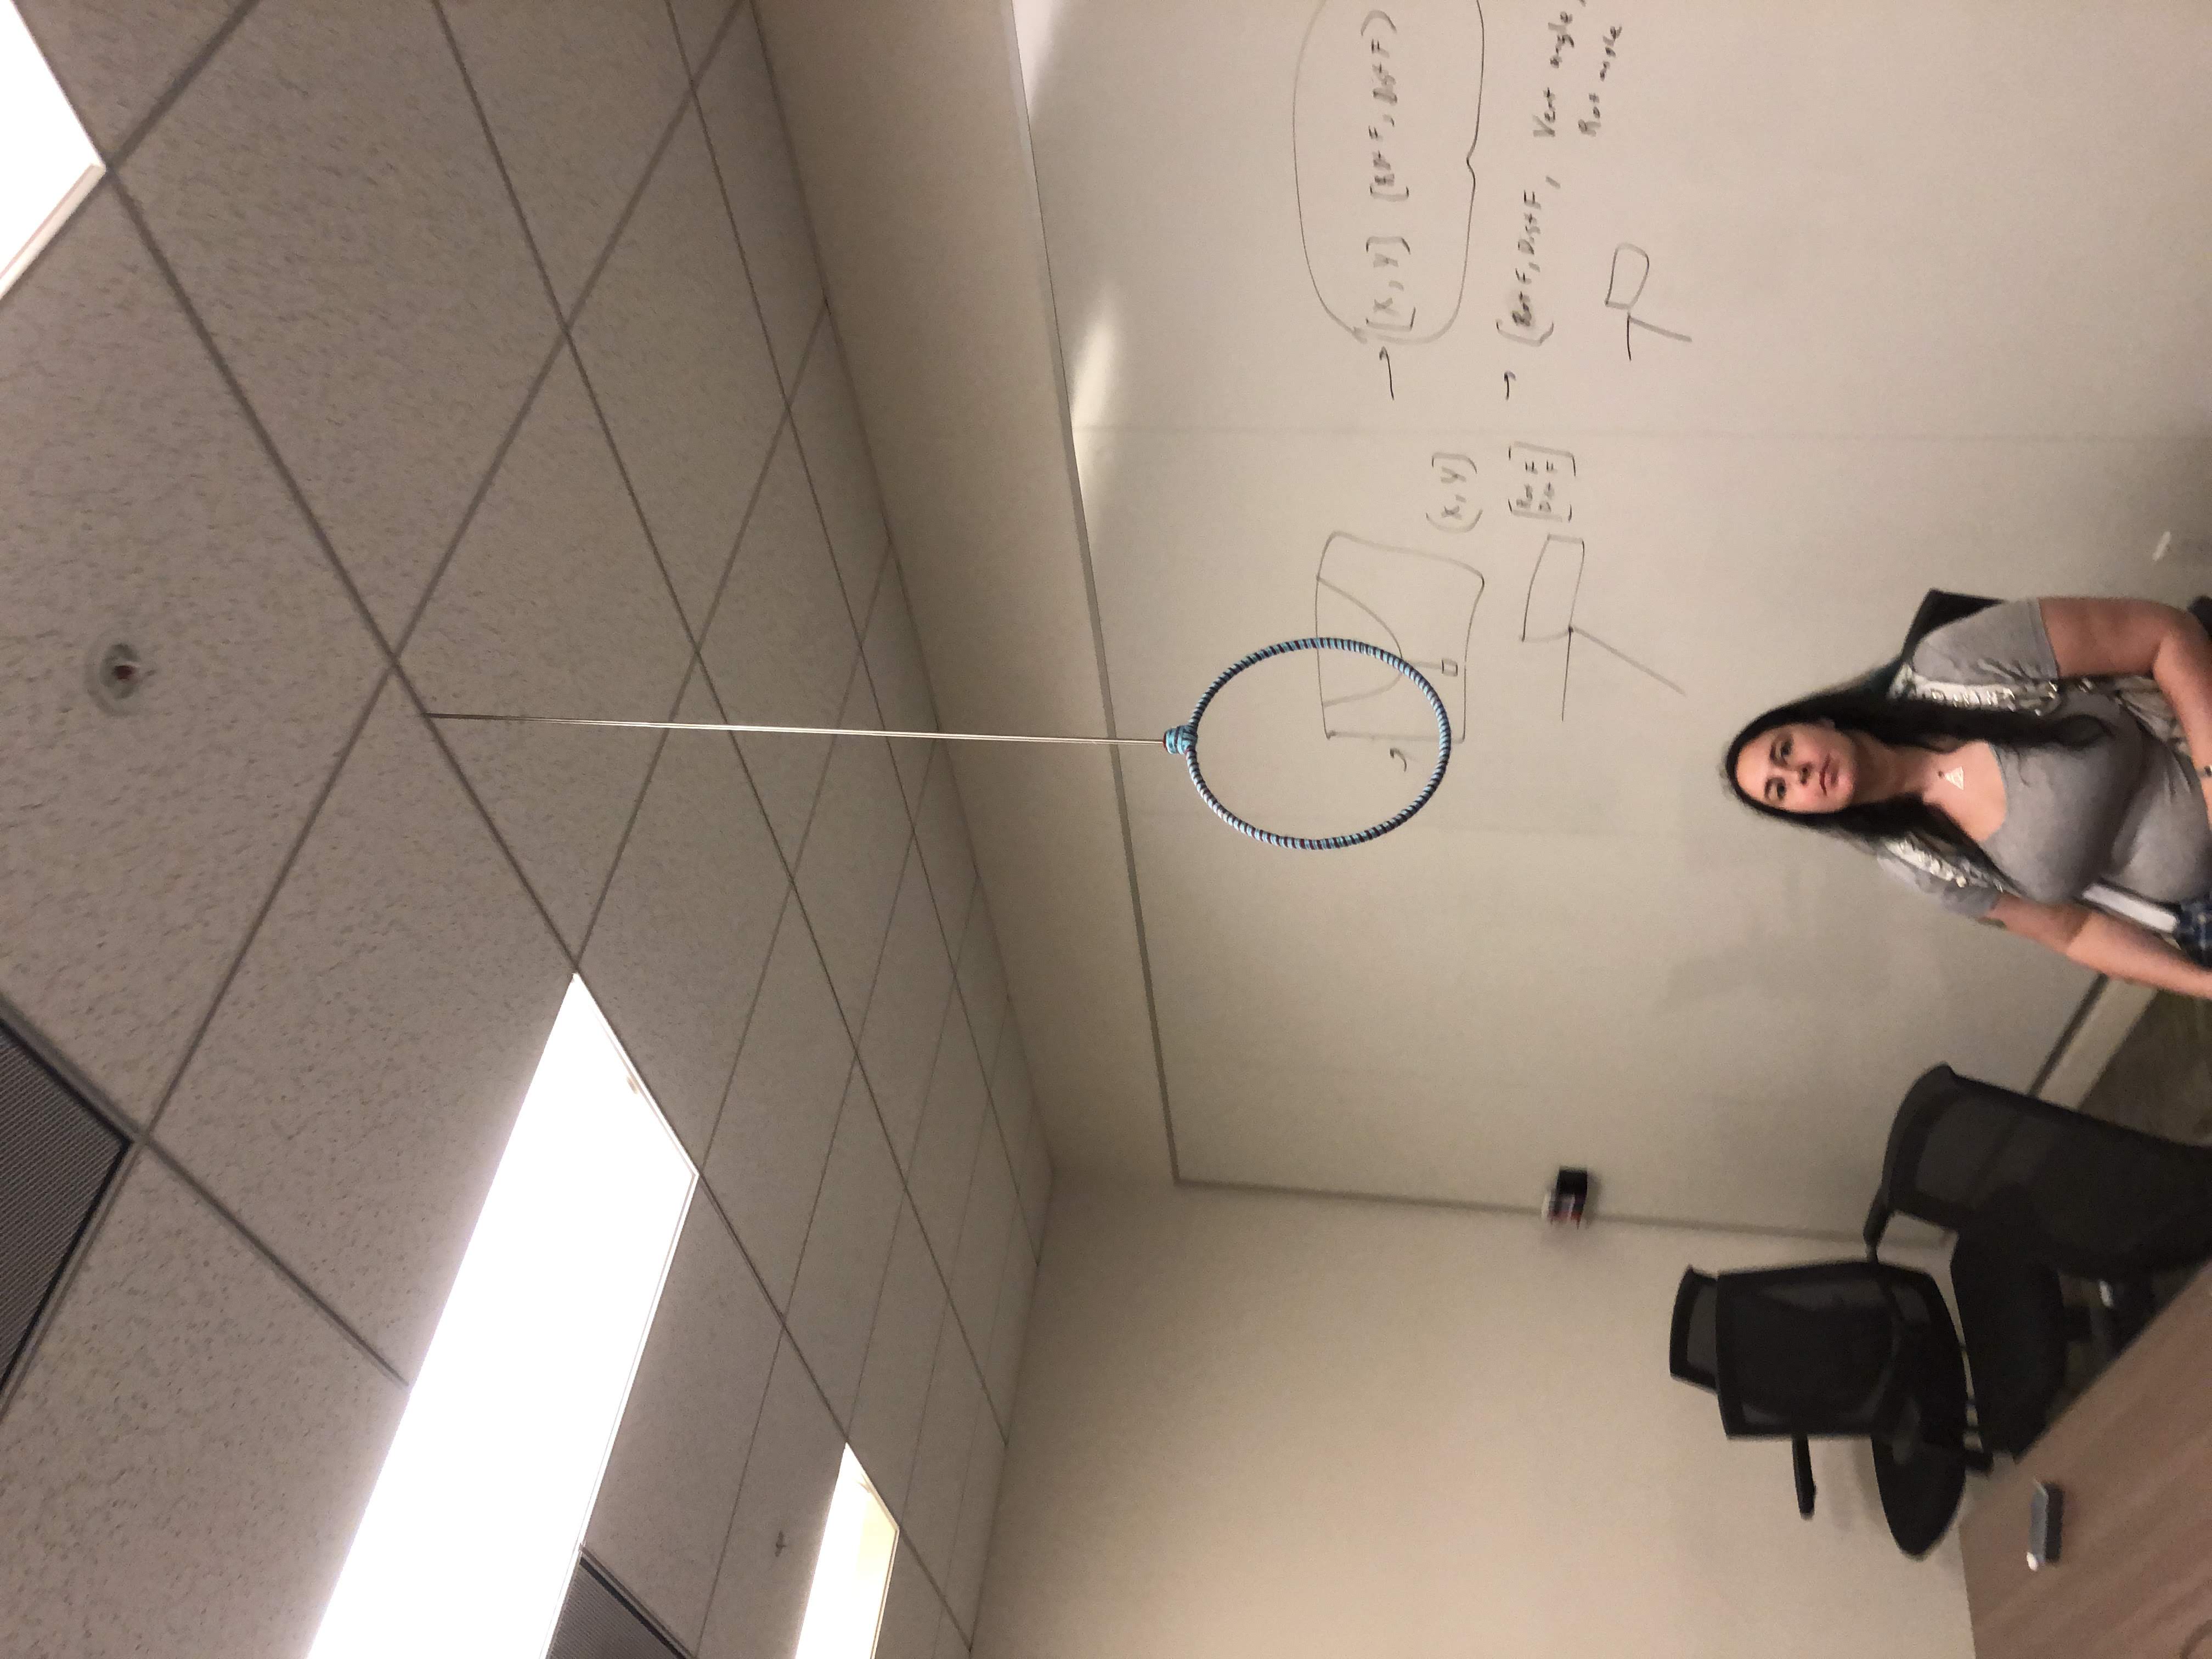 [X, Y] [Rot F, Dist F)
(X, Y)
[Rot F
Dist F]
[Rot F, Dist F, Vert angle,
Rot angle